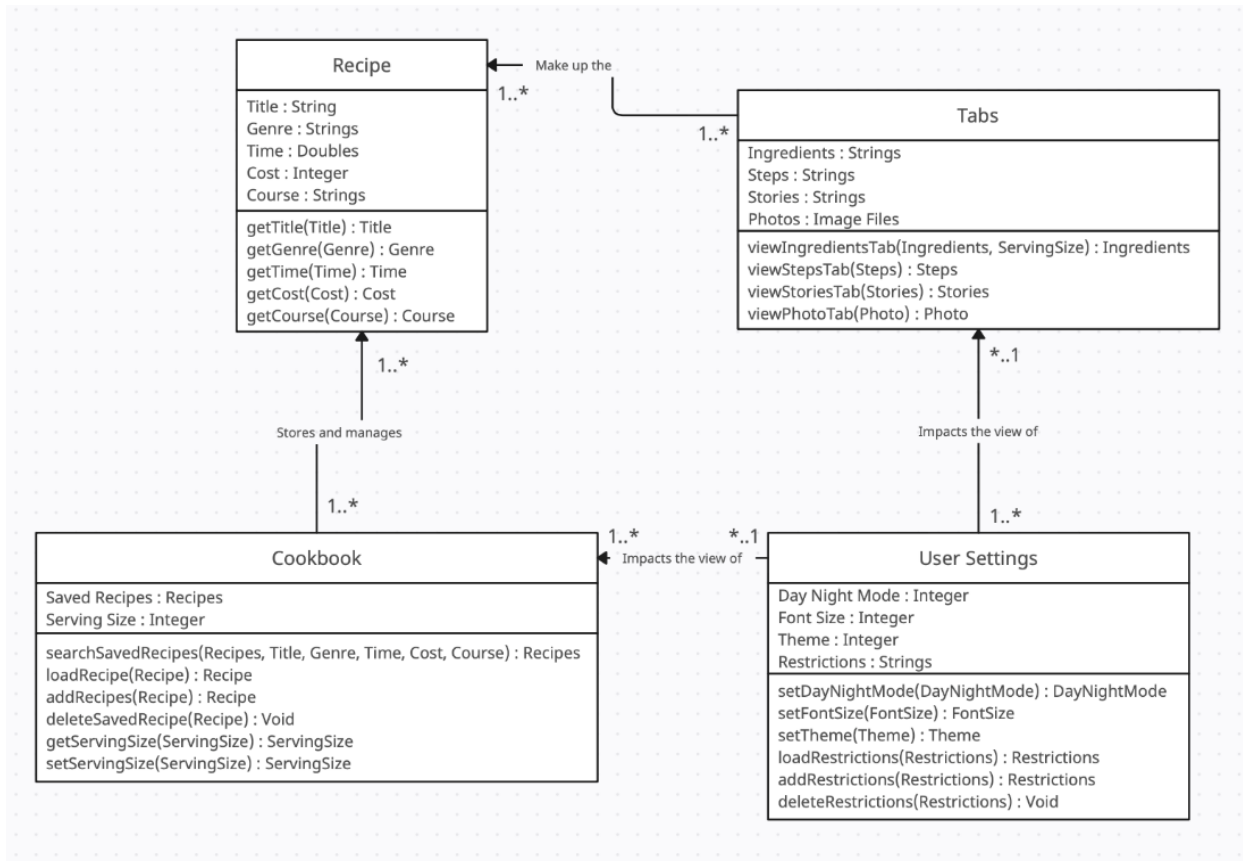 Recipe
Title : String
Genre : Strings
Time : Doubles
Cost : Integer
Course : Strings
getTitle(Title) : Title
getGenre(Genre) : Genre
getTime(Time) : Time
getCost(Cost) : Cost
getCourse(Course) : Course
Make up the
1..*
1..*
Tabs
Ingredients : Strings
Steps : Strings
Stories : Strings
Photos : Image Files
viewIngredientsTab(Ingredients, ServingSize) : Ingredients
viewStepsTab(Steps) : Steps
viewStoriesTab(Stories) : Stories
viewPhotoTab(Photo) : Photo
1..*
Stores and manages
1..*
*..1
Impacts the view of
1..*
Cookbook
Saved Recipes : Recipes
Serving Size : Integer
searchSavedRecipes(Recipes, Title, Genre, Time, Cost, Course) : Recipes
loadRecipe(Recipe) : Recipe
addRecipes(Recipe) : Recipe
deleteSavedRecipe(Recipe) : Void
getServingSize(ServingSize) : ServingSize
setServingSize(ServingSize) : ServingSize
1..*
*..1
Impacts the view of
User Settings
Day Night Mode : Integer
Font Size : Integer
Theme : Integer
Restrictions : Strings
setDayNightMode(DayNightMode) : DayNightMode
setFontSize(FontSize) : FontSize
setTheme(Theme) : Theme
loadRestrictions(Restrictions) : Restrictions
addRestrictions(Restrictions) : Restrictions
deleteRestrictions(Restrictions) : Void